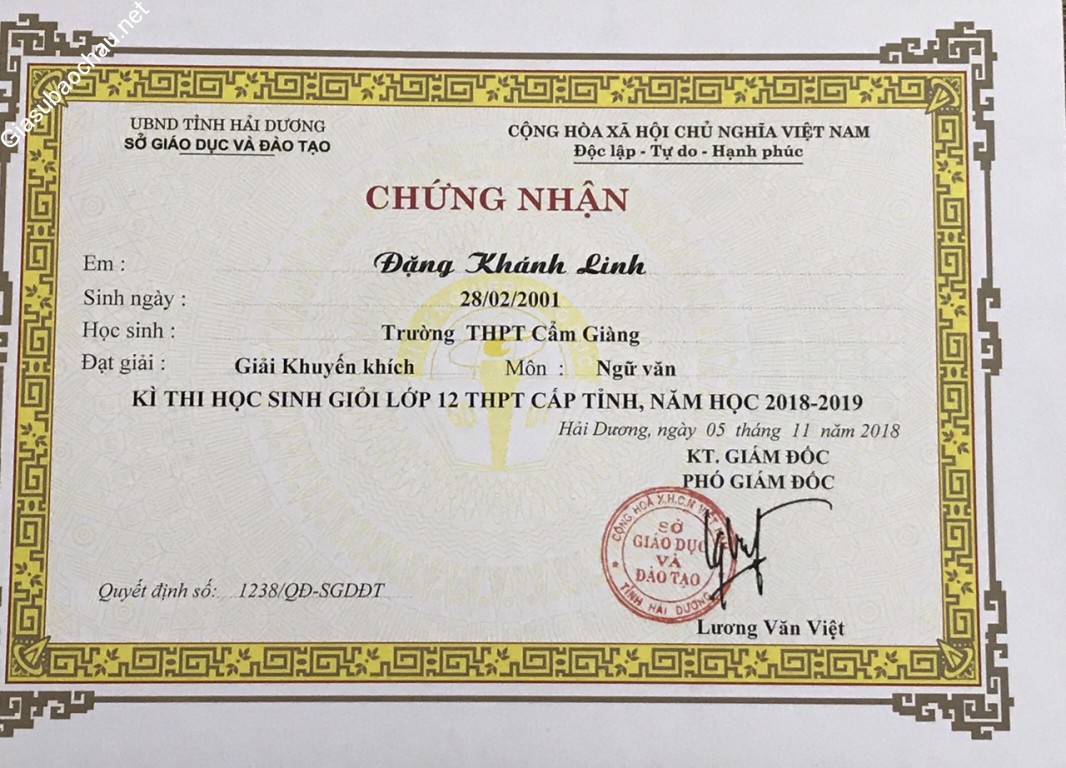 Giasubaochau.net
UBND TỈNH HẢI DƯƠNG
SỞ GIÁO DỤC VÀ ĐÀO TẠO
CỘNG HÒA XÃ HỘI CHỦ NGHĨA VIỆT NAM
Độc lập - Tự do - Hạnh phúc
CHỨNG NHẬN
Em : Đặng Khánh Linh
Sinh ngày : 28/02/2001
Học sinh : Trường THPT Cẩm Giàng
Đạt giải : Giải Khuyến khích Môn : Ngữ văn
KÌ THI HỌC SINH GIỎI LỚP 12 THPT CẤP TỈNH, NĂM HỌC 2018-2019
Hải Dương, ngày 05 tháng 11 năm 2018
KT. GIÁM ĐỐC
PHÓ GIÁM ĐỐC
CỘNG HOÀ X.H.C.N VIỆT
SỞ
GIÁO DỤC
VÀ
ĐÀO TẠO
TỈNH HẢI DƯƠNG
Quyết định số: 1238/QĐ-SGDĐT
Lương Văn Việt